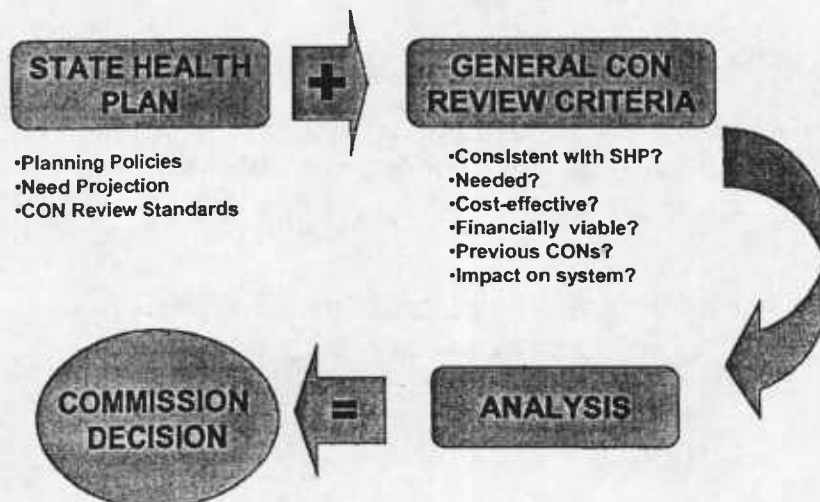 STATE HEALTH
PLAN
+
GENERAL CON
REVIEW CRITERIA
•Planning Policies
•Need Projection
•CON Review Standards
•Consistent with SHP?
•Needed?
•Cost-effective?
•Financially viable?
•Previous CONs?
•Impact on system?
ANALYSIS
=
COMMISSION
DECISION